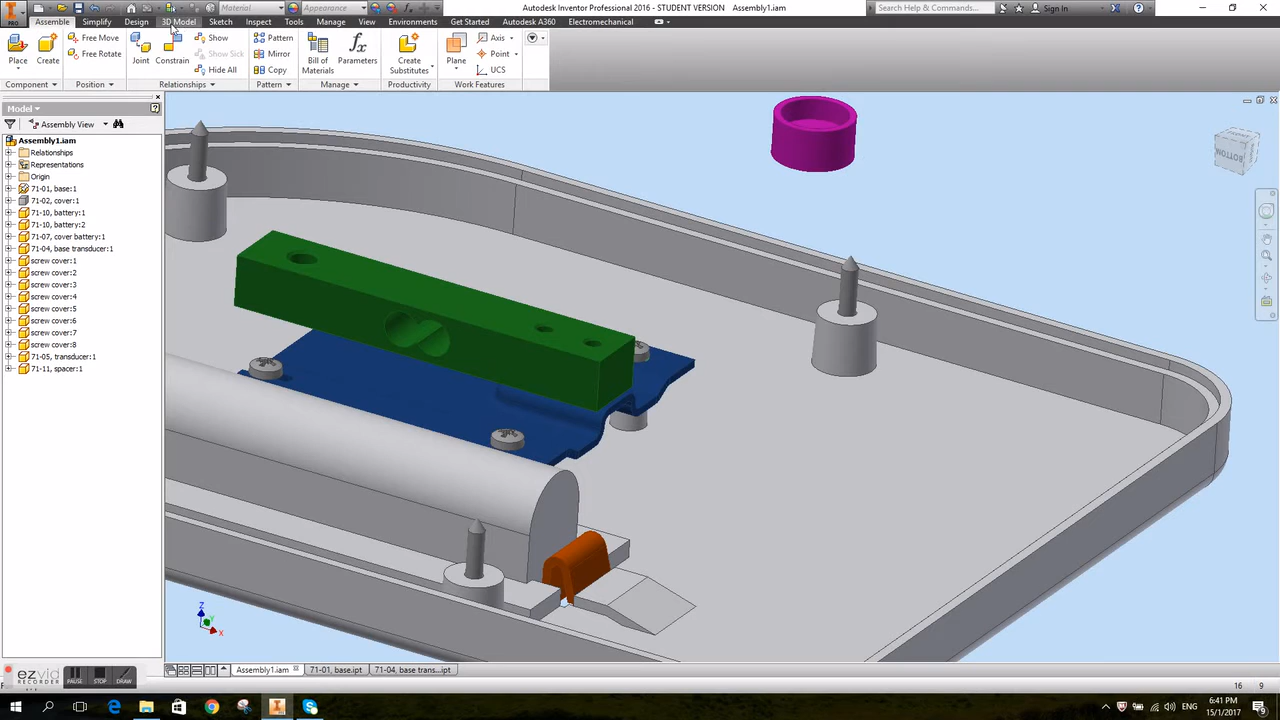 Material
Appearance
Autodesk Inventor Professional 2016 - STUDENT VERSION Assembly1.iam
Search Help & Commands...
Sign In
PRO
Assemble Simplify Design 3D Model Sketch Inspect Tools Manage View Environments Get Started Autodesk A360 Electromechanical
Place
Create
Free Move
Free Rotate
Joint
Constrain
Show
Show Sick
Hide All
Pattern
Mirror
Copy
Bill of
Materials
Parameters
Create
Substitutes
Plane
Axis
Point
UCS
Component Position Relationships Pattern Manage Productivity Work Features
Model
Assembly View
Assembly1.iam
Relationships
Representations
Origin
71-01, base:1
71-02, cover:1
71-10, battery:1
71-10, battery:2
71-07, cover battery:1
71-04, base transducer:1
screw cover:1
screw cover:2
screw cover:3
screw cover:4
screw cover:5
screw cover:6
screw cover:7
screw cover:8
71-05, transducer:1
71-11, spacer:1
BOTTOM
Z
Y
X
ezvid
RECORDER
PAUSE
STOP
DRAW
Assembly1.iam
71-01, base.ipt
71-04, base trans...ipt
16 9
6:41 PM
15/1/2017